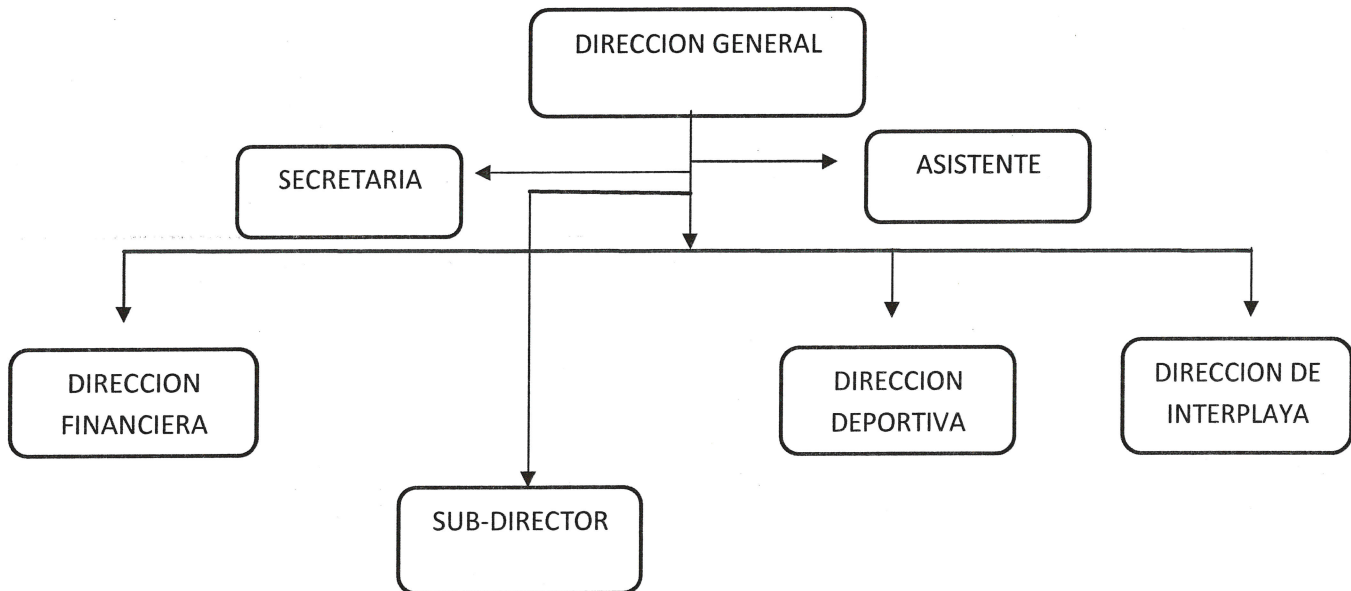 DIRECCION GENERAL
SECRETARIA
ASISTENTE
DIRECCION
FINANCIERA
DIRECCION
DEPORTIVA
DIRECCION DE
INTERPLAYA
SUB-DIRECTOR